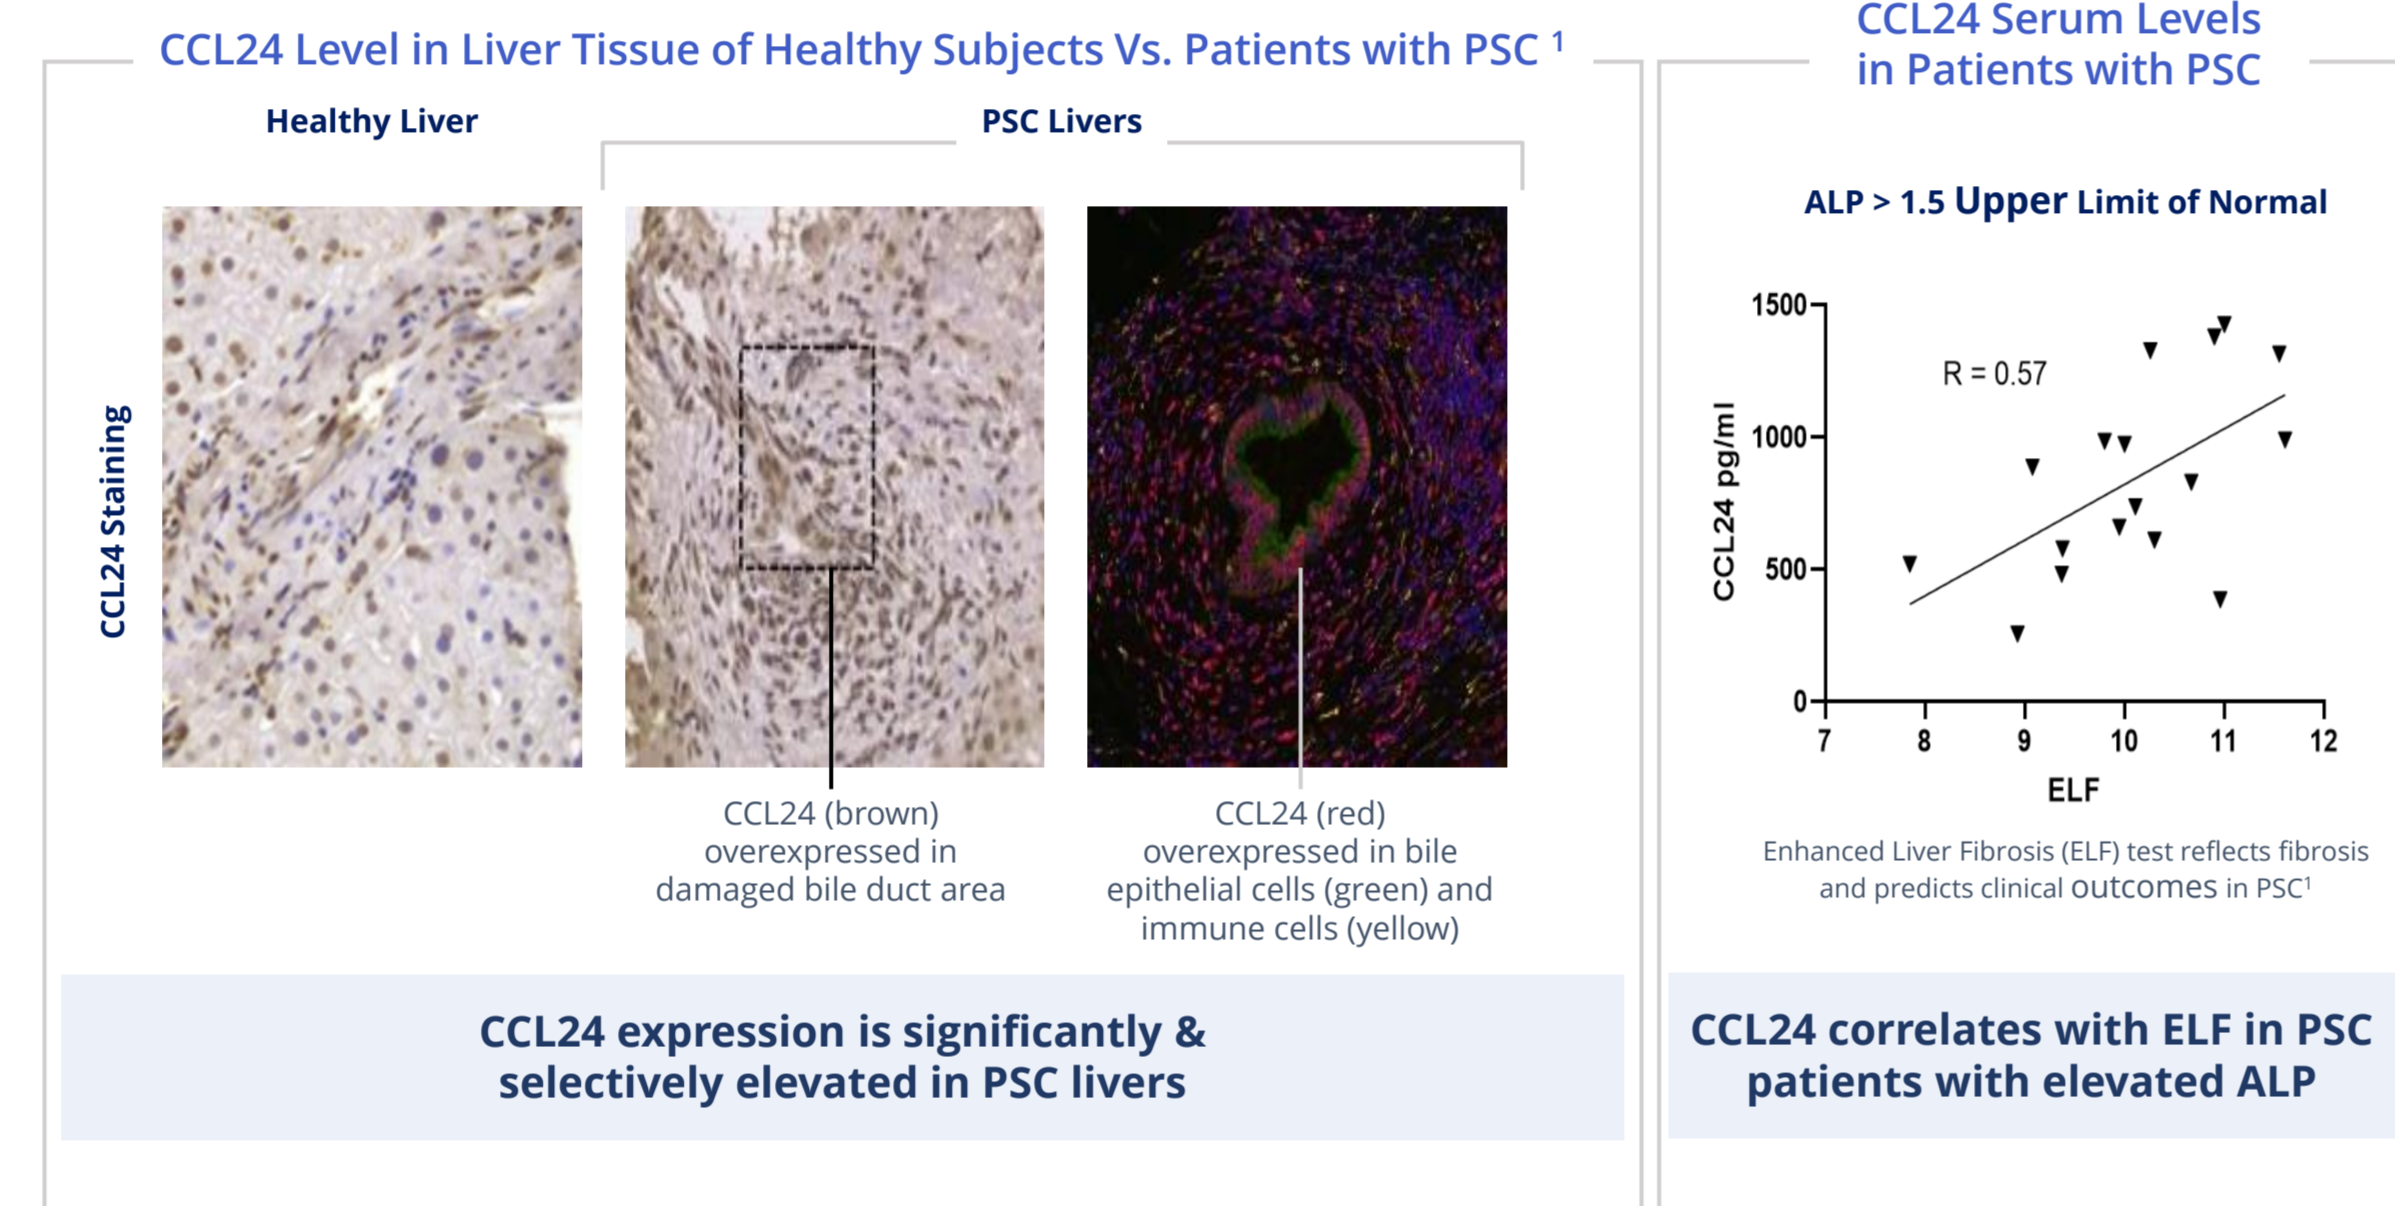 CCL24 Level in Liver Tissue of Healthy Subjects Vs. Patients with PSC 1
Healthy Liver
PSC Livers
CCL24 Staining
CCL24 (brown)
overexpressed in
damaged bile duct area
CCL24 (red)
overexpressed in bile
epithelial cells (green) and
immune cells (yellow)
CCL24 expression is significantly &
selectively elevated in PSC livers
CCL24 Serum Levels
in Patients with PSC
ALP > 1.5 Upper Limit of Normal
CCL24 pg/ml
1500
1000
500
0
R = 0.57
7 8 9 10 11 12
ELF
Enhanced Liver Fibrosis (ELF) test reflects fibrosis
and predicts clinical outcomes in PSC1
CCL24 correlates with ELF in PSC
patients with elevated ALP